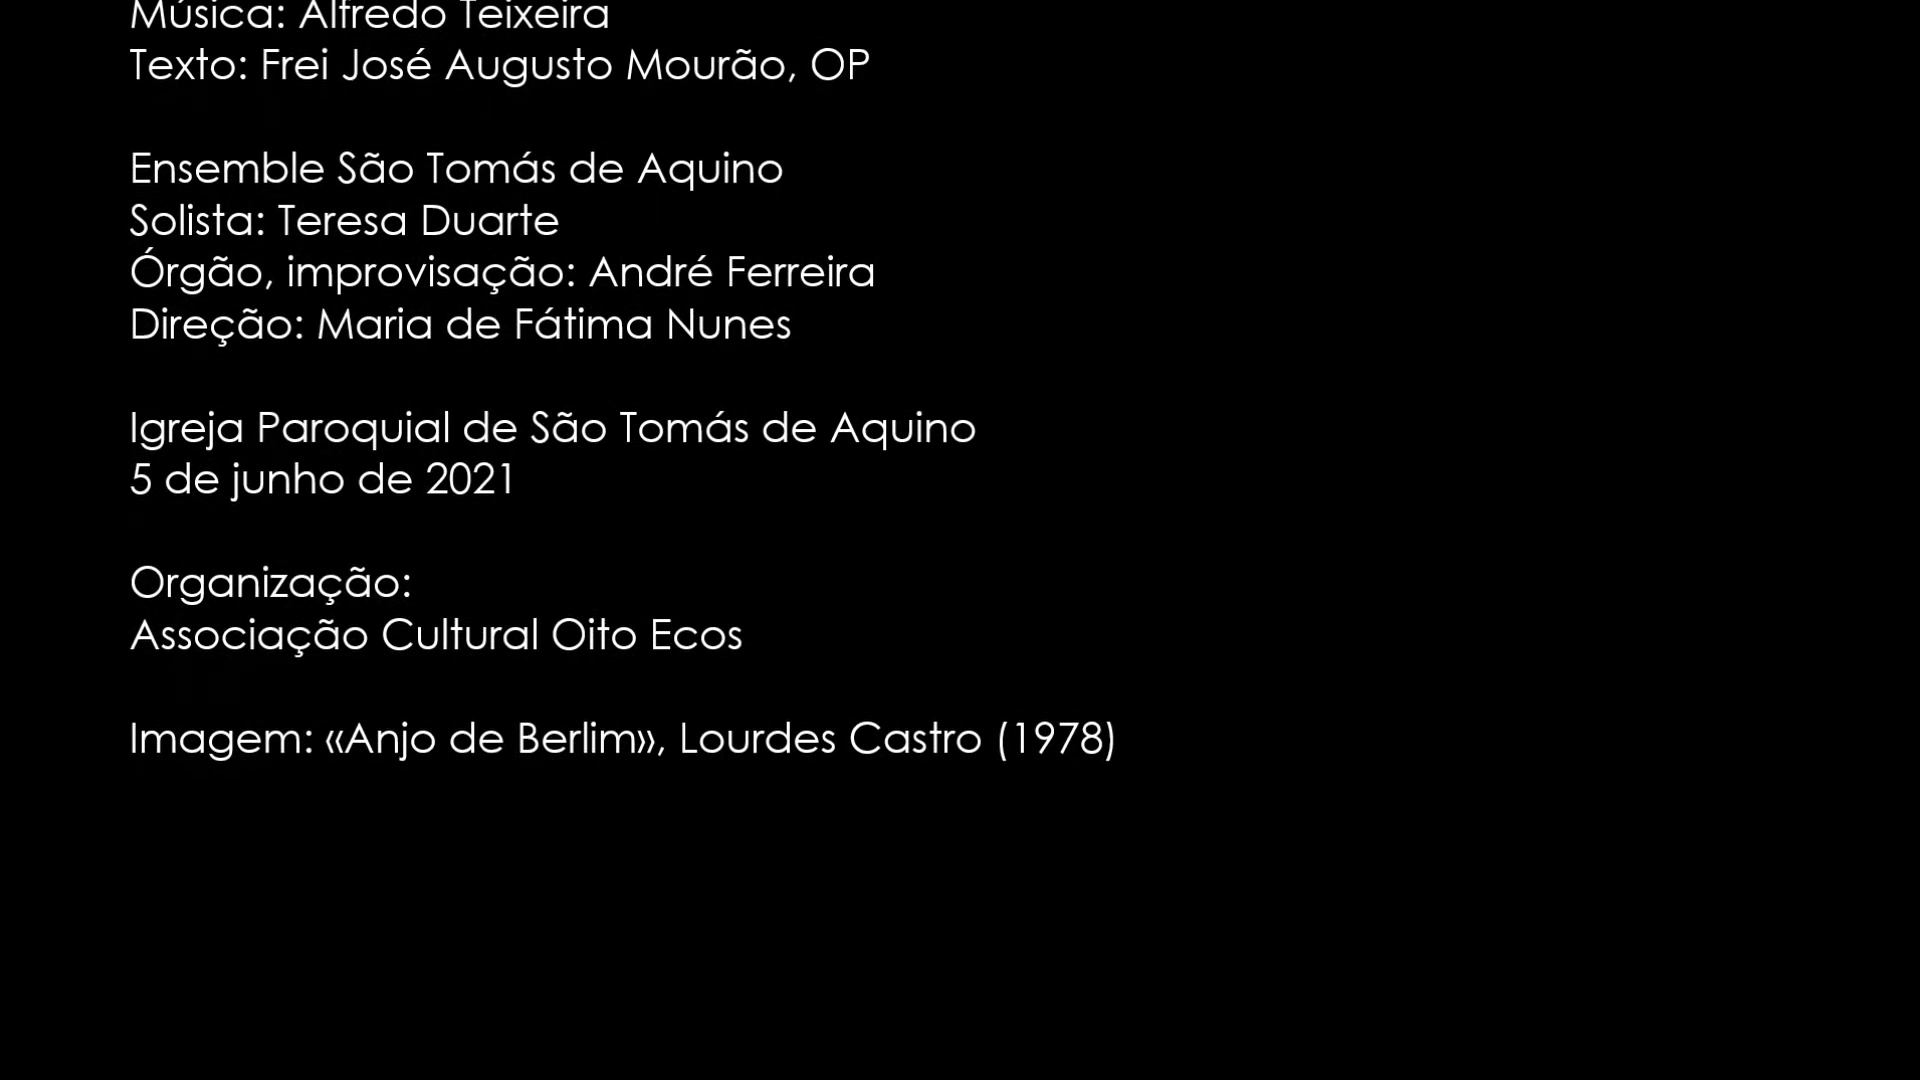 Música: Alfredo Teixeira
Texto: Frei José Augusto Mourão, OP
Ensemble São Tomás de Aquino
Solista: Teresa Duarte
Órgão, improvisação: André Ferreira
Direção: Maria de Fátima Nunes
Igreja Paroquial de São Tomás de Aquino
5 de junho de 2021
Organização:
Associação Cultural Oito Ecos
Imagem: «Anjo de Berlim», Lourdes Castro (1978)